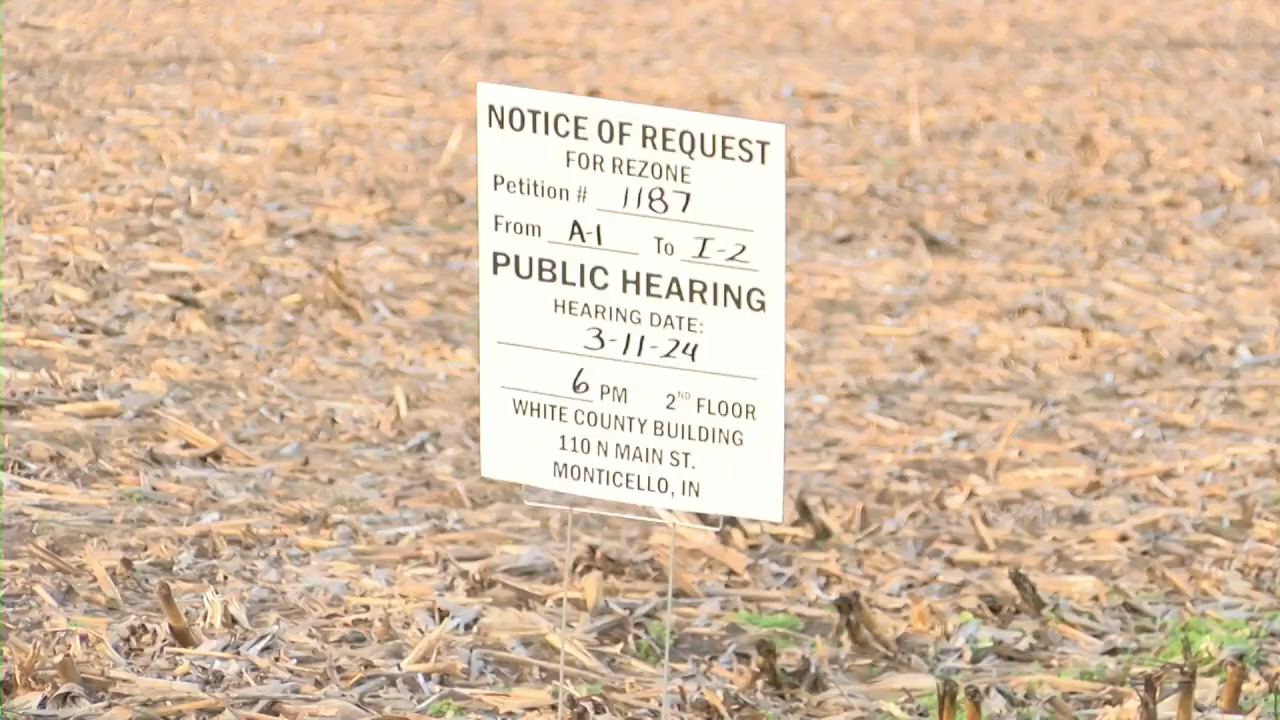 NOTICE OF REQUEST
FOR REZONE
Petition # 1187
From A-1 To I-2
PUBLIC HEARING
HEARING DATE:
3-11-24
6 PM 2ND FLOOR
WHITE COUNTY BUILDING
110 N MAIN ST.
MONTICELLO, IN